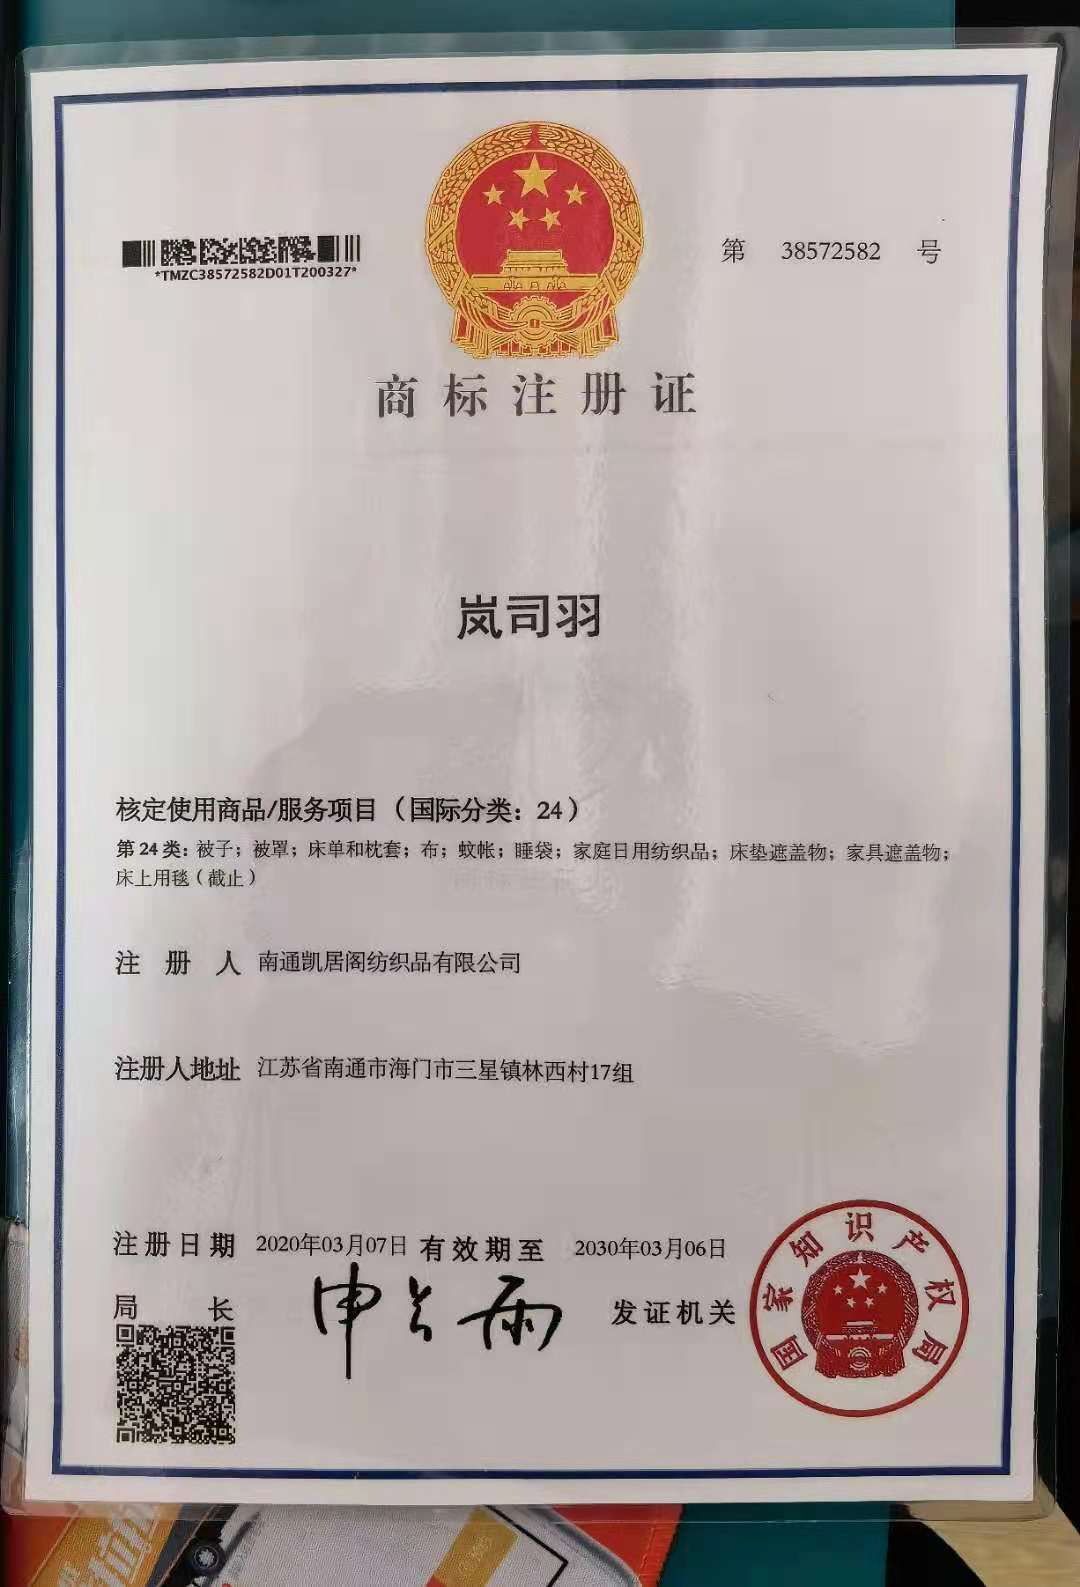 *TMZC38572582D01T200327*
第 38572582 号
商标注册证
岚司羽
核定使用商品/服务项目（国际分类：24）
第 24 类：被子；被罩；床单和枕套；布；蚊帐；睡袋；家庭日用纺织品；床垫遮盖物；家具遮盖物；
床上用毯（截止）
注册人 南通凯居阁纺织品有限公司
注册人地址 江苏省南通市海门市三星镇林西村17组
注册日期 2020年03月07日 有效期至 2030年03月06日
局长 申长雨 发证机关
国家知识产权局